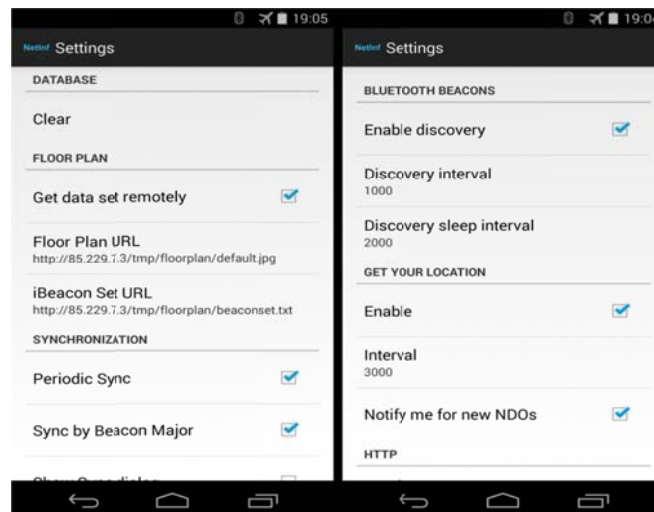 19:05
NetInf Settings
DATABASE
Clear
FLOOR PLAN
Get data set remotely
Floor Plan URL
http://85.229.7.3/tmp/floorplan/default.jpg
iBeacon Set URL
http://85.229.7.3/tmp/floorplan/beaconset.txt
SYNCHRONIZATION
Periodic Sync
Sync by Beacon Major
19:04
NetInf Settings
BLUETOOTH BEACONS
Enable discovery
Discovery interval
1000
Discovery sleep interval
2000
GET YOUR LOCATION
Enable
Interval
3000
Notify me for new NDOs
HTTP